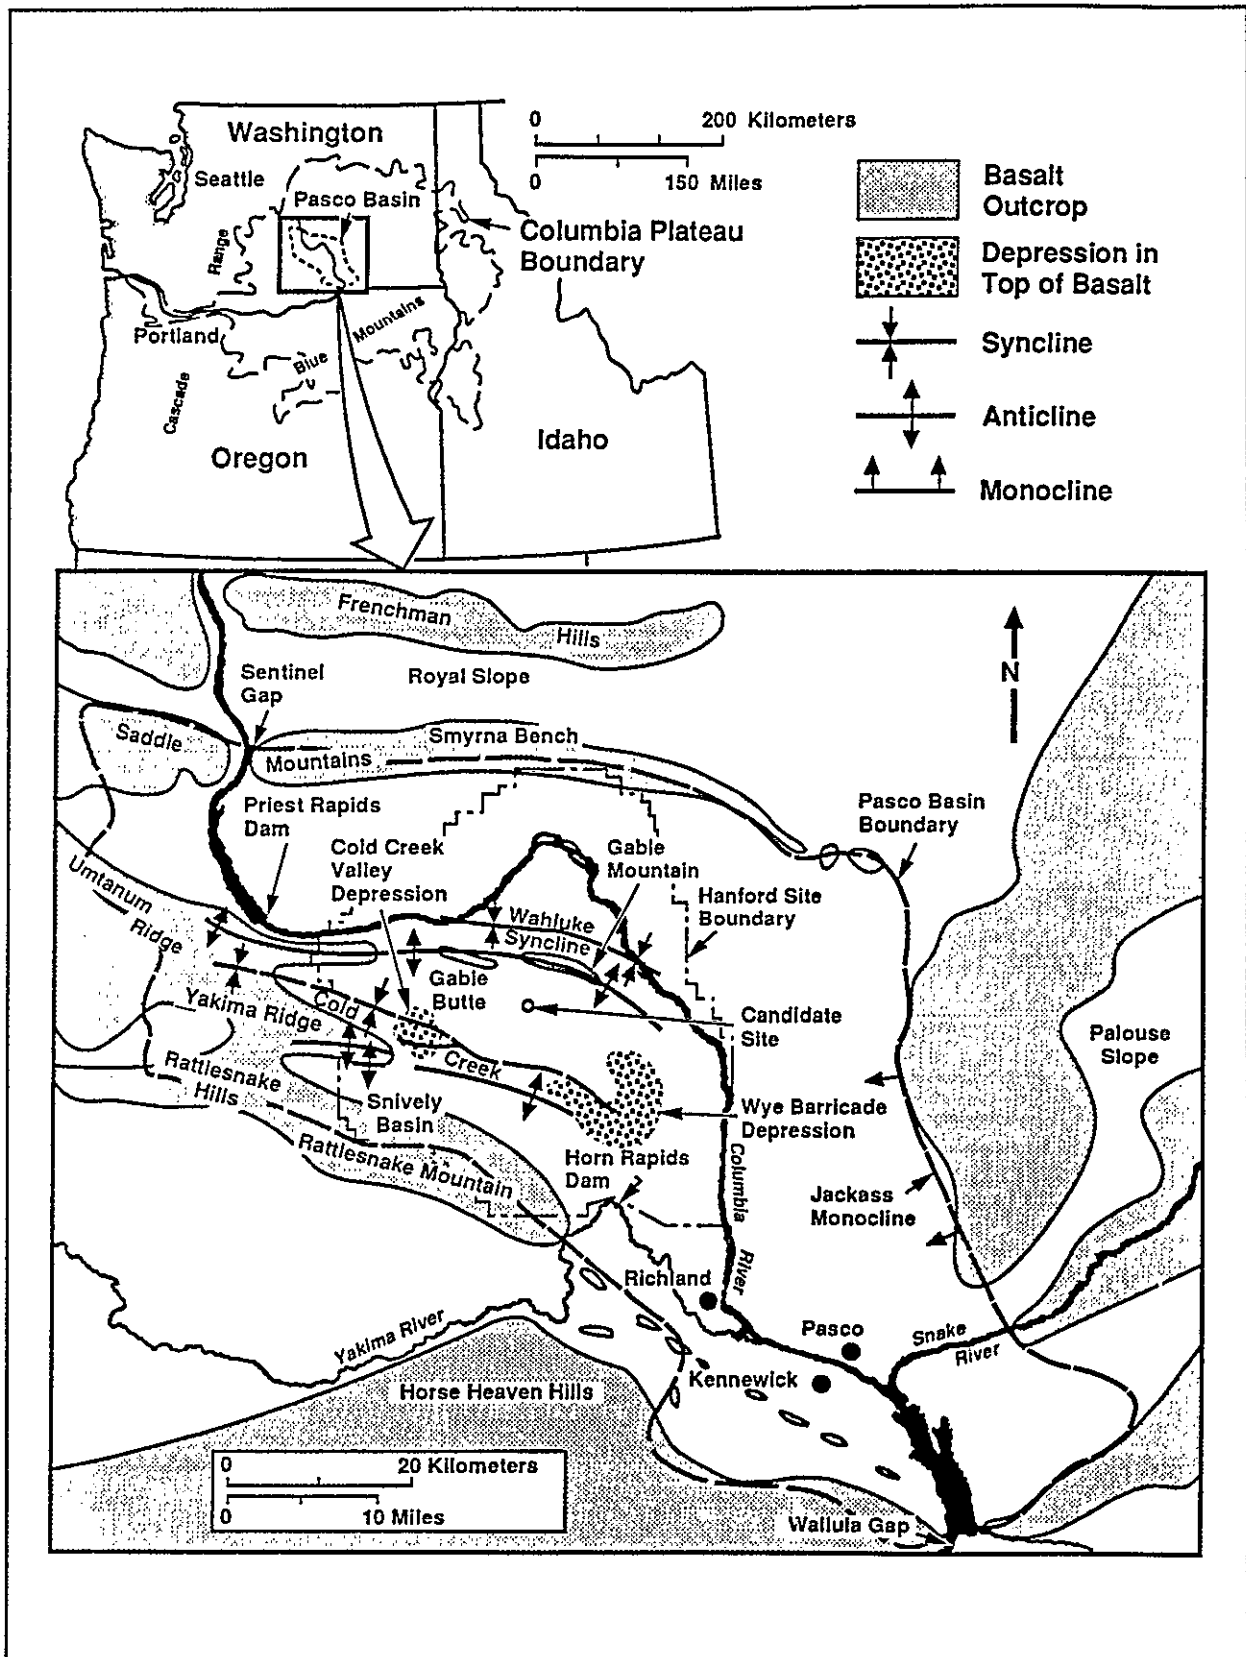 Washington
Seattle
Pasco Basin
Range
Columbia Plateau
Boundary
Portland
Blue
Mountains
Cascade
Oregon
Idaho
0
200 Kilometers
0
150 Miles
Basalt
Outcrop
Depression in
Top of Basalt
Syncline
Anticline
Monocline
Frenchman
Hills
Sentinel
Gap
Royal Slope
N
Saddle
Mountains
Smyrna Bench
Priest Rapids
Dam
Cold Creek
Valley
Depression
Gable
Mountain
Pasco Basin
Boundary
Umtanum
Ridge
Hanford Site
Boundary
Wahluke
Syncline
Gable
Butte
Yakima Ridge
Cold
Creek
Candidate
Site
Palouse
Slope
Rattlesnake
Hills
Snively
Basin
Wye Barricade
Depression
Rattlesnake Mountain
Horn Rapids
Dam
Columbia
River
Jackass
Monocline
Richland
Yakima River
Pasco
Snake
River
Kennewick
Horse Heaven Hills
0
20 Kilometers
0
10 Miles
Wallula Gap